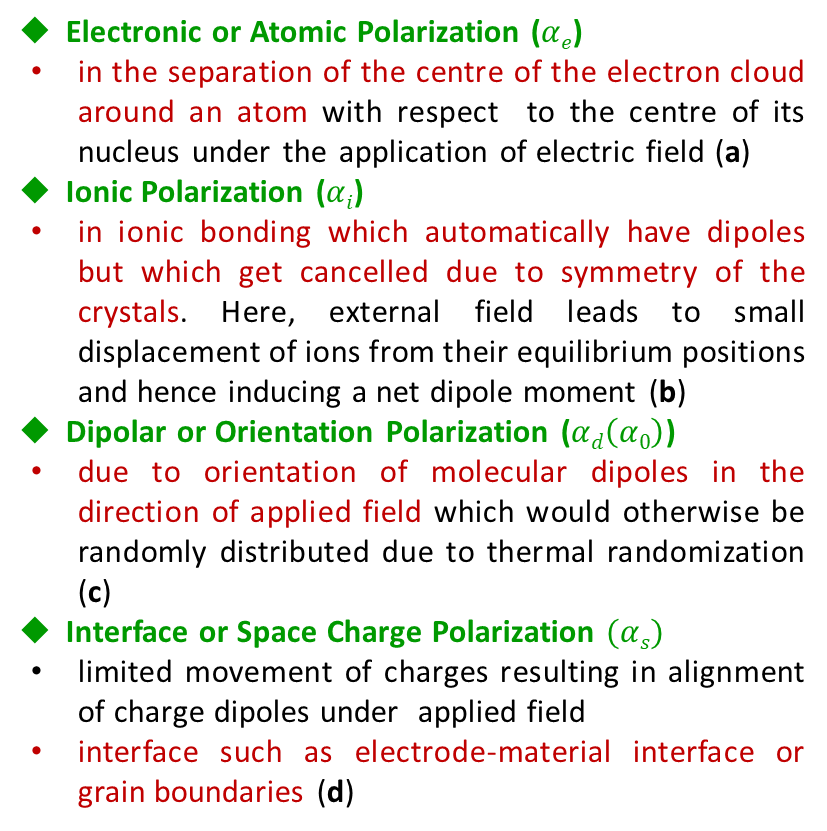 ◆ Electronic or Atomic Polarization (αₑ)
• in the separation of the centre of the electron cloud
around an atom with respect to the centre of its
nucleus under the application of electric field (a)
◆ Ionic Polarization (αᵢ)
• in ionic bonding which automatically have dipoles
but which get cancelled due to symmetry of the
crystals. Here, external field leads to small
displacement of ions from their equilibrium positions
and hence inducing a net dipole moment (b)
◆ Dipolar or Orientation Polarization (α_d(α₀))
• due to orientation of molecular dipoles in the
direction of applied field which would otherwise be
randomly distributed due to thermal randomization
(c)
◆ Interface or Space Charge Polarization (αₛ)
• limited movement of charges resulting in alignment
of charge dipoles under applied field
• interface such as electrode-material interface or
grain boundaries (d)